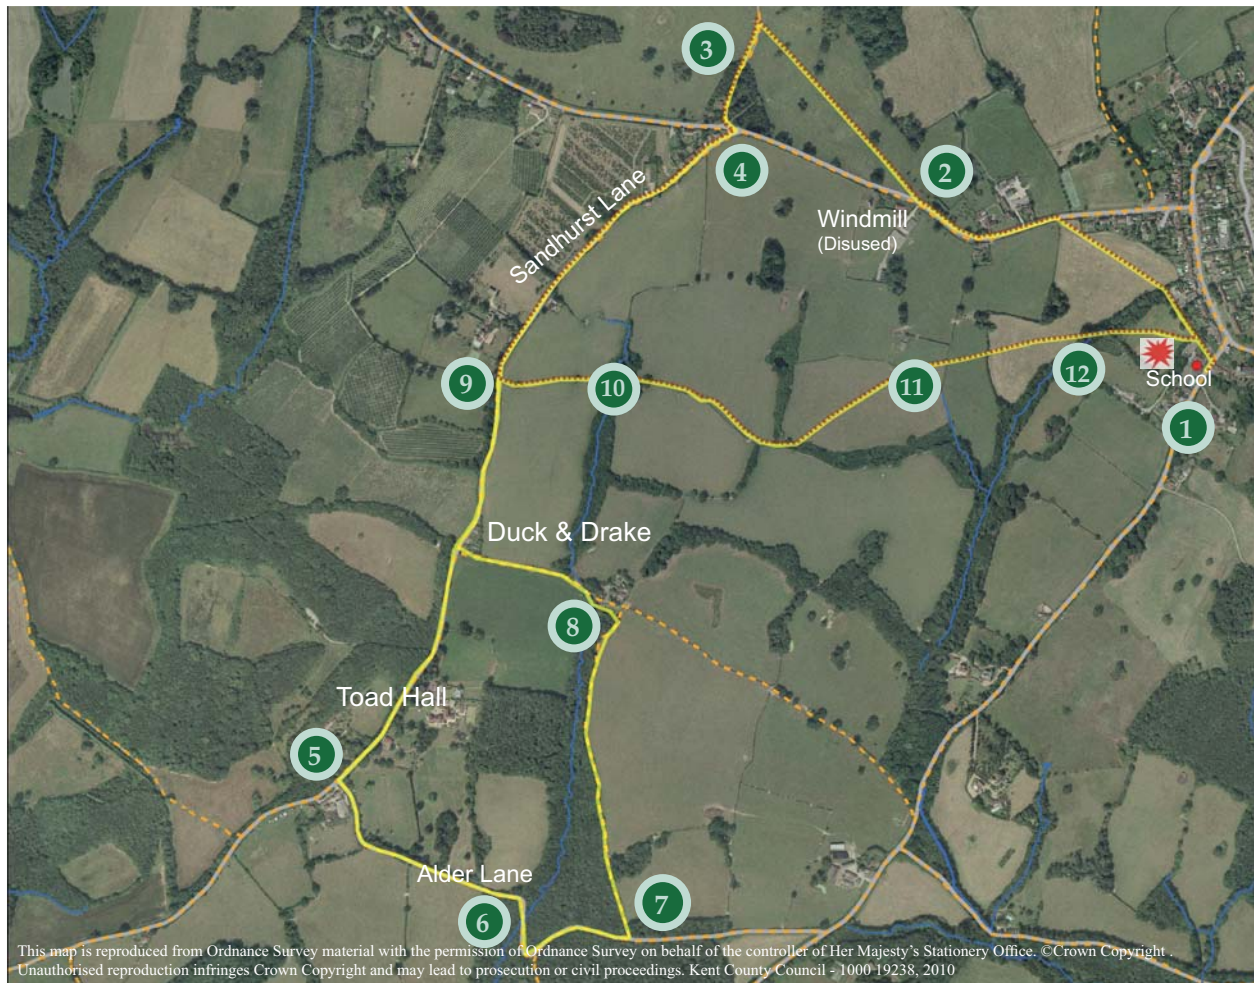 3
4
2
Sandhurst Lane
Windmill
(Disused)
9
10
11
12
School
1
Duck & Drake
8
Toad Hall
5
Alder Lane
6
7
This map is reproduced from Ordnance Survey material with the permission of Ordnance Survey on behalf of the controller of Her Majesty's Stationery Office. ©Crown Copyright .
Unauthorised reproduction infringes Crown Copyright and may lead to prosecution or civil proceedings. Kent County Council - 1000 19238, 2010